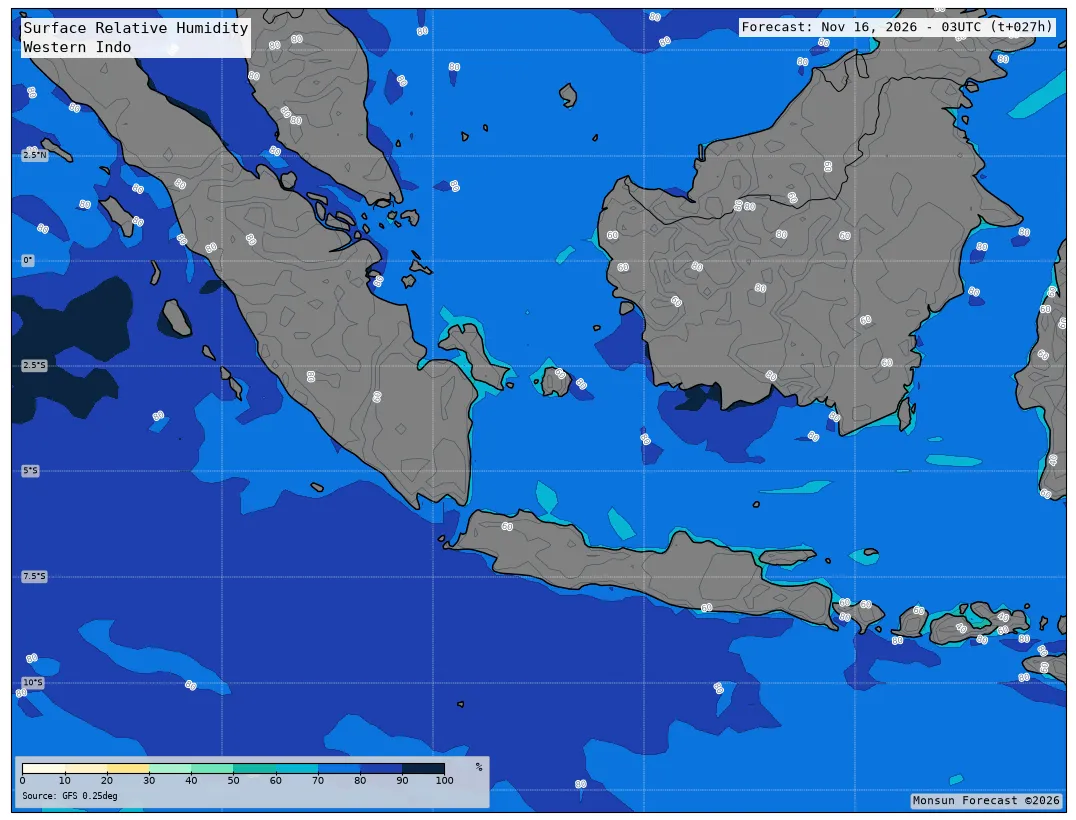 Surface Relative Humidity
Western Indo
Forecast: Nov 16, 2026 - 03UTC (t+027h)
2.5°N
0°
2.5°S
5°S
7.5°S
10°S
%
0 10 20 30 40 50 60 70 80 90 100
Source: GFS 0.25deg
Monsun Forecast ©2026